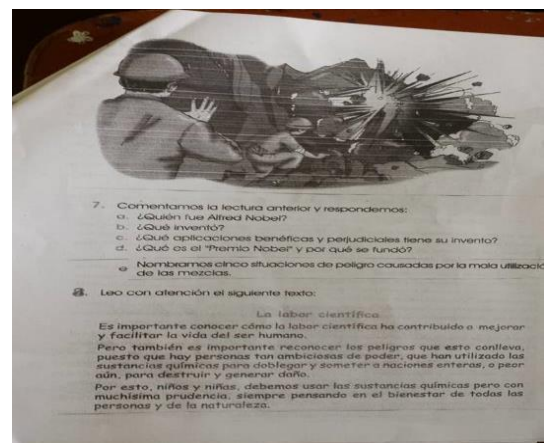 7. Comentamos la lectura anterior y respondemos:
a. ¿Quién fue Alfred Nobel?
b. ¿Qué inventó?
c. ¿Qué aplicaciones benéficas y perjudiciales tiene su invento?
d. ¿Qué es el "Premio Nobel" y por qué se fundó?
e Nombramos cinco situaciones de peligro causadas por la mala utilizació
de las mezclas.
8. Leo con atención el siguiente texto:
La labor científica
Es importante conocer cómo la labor científica ha contribuido a mejorar
y facilitar la vida del ser humano.
Pero también es importante reconocer los peligros que esto conlleva,
puesto que hay personas tan ambiciosas de poder, que han utilizado las
sustancias químicas para doblegar y someter a naciones enteras, o peor
aún, para destruir y generar daño.
Por esto, niños y niñas, debemos usar las sustancias químicas pero con
muchísima prudencia, siempre pensando en el bienestar de todas las
personas y de la naturaleza.